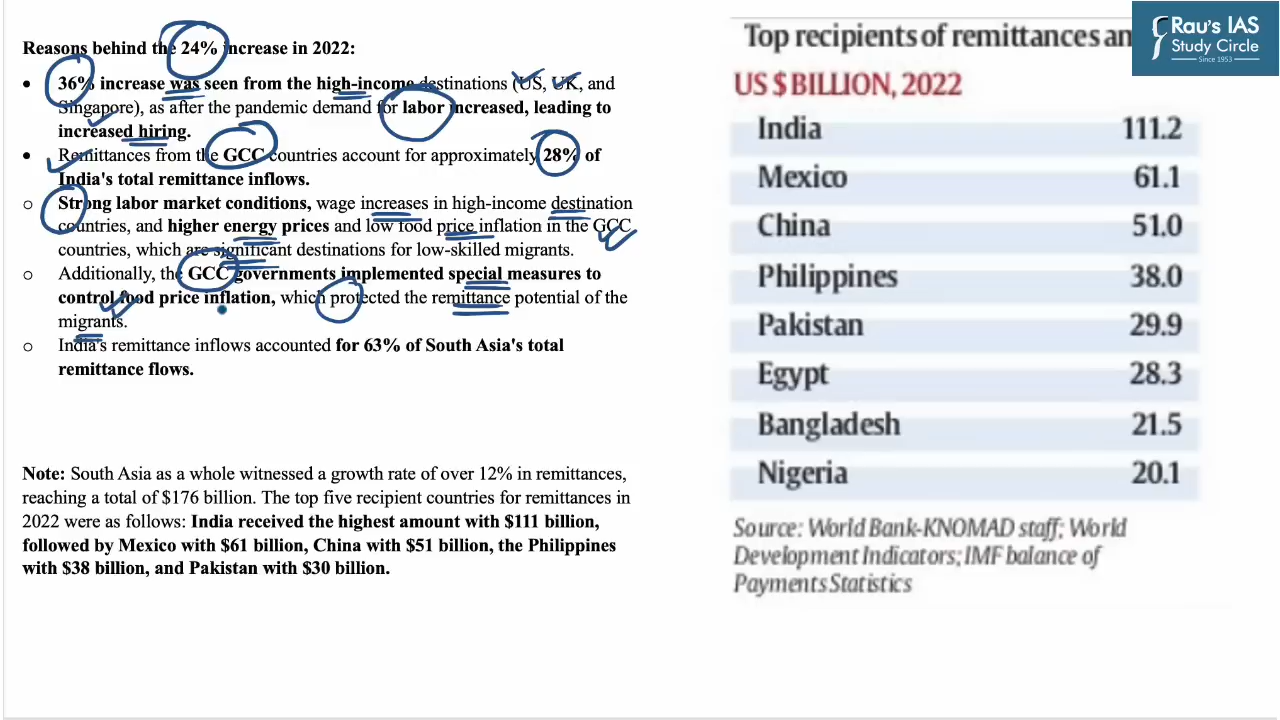 Reasons behind the 24% increase in 2022:
• 36% increase was seen from the high-income destinations (US, UK, and
Singapore), as after the pandemic demand for labor increased, leading to
increased hiring.
• Remittances from the GCC countries account for approximately 28% of
India's total remittance inflows.
o Strong labor market conditions, wage increases in high-income destination
countries, and higher energy prices and low food price inflation in the GCC
countries, which are significant destinations for low-skilled migrants.
o Additionally, the GCC governments implemented special measures to
control food price inflation, which protected the remittance potential of the
migrants.
o India's remittance inflows accounted for 63% of South Asia's total
remittance flows.
Note: South Asia as a whole witnessed a growth rate of over 12% in remittances,
reaching a total of $176 billion. The top five recipient countries for remittances in
2022 were as follows: India received the highest amount with $111 billion,
followed by Mexico with $61 billion, China with $51 billion, the Philippines
with $38 billion, and Pakistan with $30 billion.
Top recipients of remittances an
US $ BILLION, 2022
India 111.2
Mexico 61.1
China 51.0
Philippines 38.0
Pakistan 29.9
Egypt 28.3
Bangladesh 21.5
Nigeria 20.1
Source: World Bank-KNOMAD staff; World
Development Indicators; IMF balance of
Payments Statistics
Rau's IAS
Study Circle
Since 1953